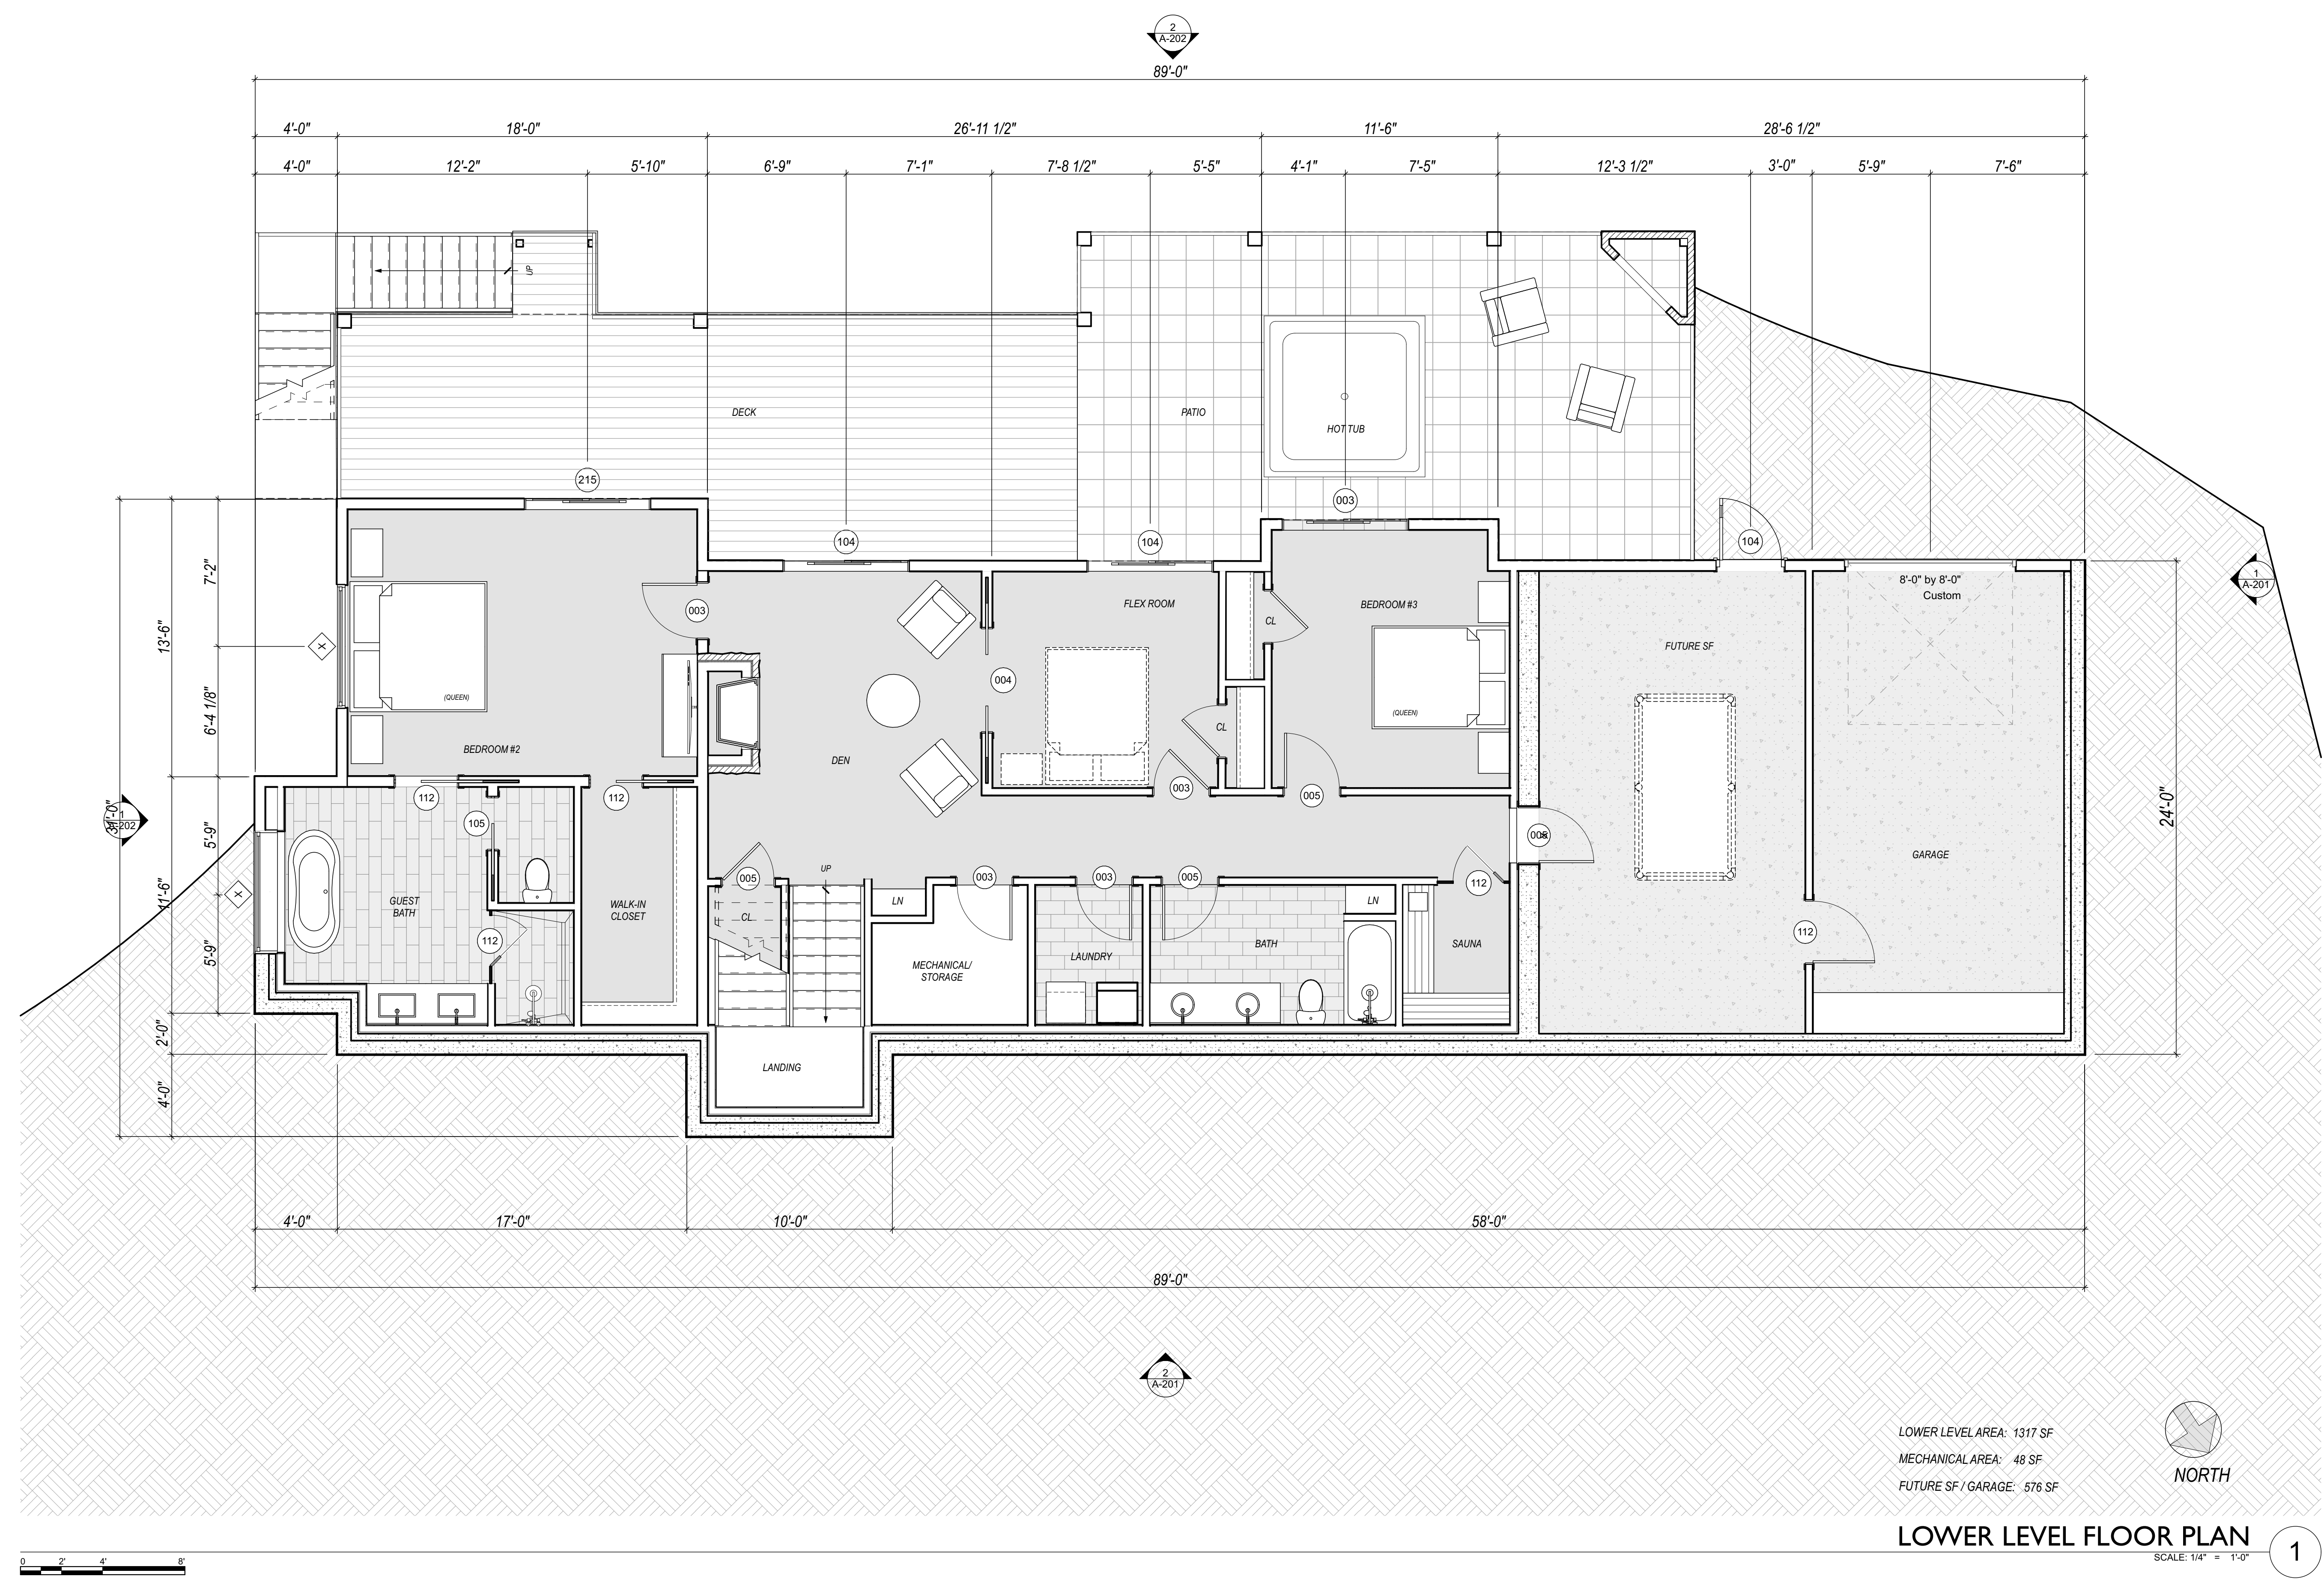 2
A-202
89'-0"
4'-0" 18'-0" 26'-11 1/2" 11'-6" 28'-6 1/2"
4'-0" 12'-2" 5'-10" 6'-9" 7'-1" 7'-8 1/2" 5'-5" 4'-1" 7'-5" 12'-3 1/2" 3'-0" 5'-9" 7'-6"
UP
DECK
PATIO
HOT TUB
215
003
104
104
104
1
A-201
8'-0" by 8'-0"
Custom
7'-2"
003
FLEX ROOM
BEDROOM #3
CL
13'-6"
X
FUTURE SF
004
(QUEEN)
6'-4 1/8"
(QUEEN)
CL
BEDROOM #2
DEN
112
112
003
005
24'-0"
31'-0"
1
A-202
105
5'-9"
005
GARAGE
UP
005
003
003
005
112
X
11'-6"
GUEST
BATH
WALK-IN
CLOSET
CL
LN
LN
112
112
BATH
SAUNA
5'-9"
LAUNDRY
MECHANICAL/
STORAGE
2'-0"
LANDING
4'-0"
4'-0" 17'-0" 10'-0" 58'-0"
89'-0"
2
A-201
LOWER LEVEL AREA: 1317 SF
MECHANICAL AREA: 48 SF
FUTURE SF / GARAGE: 576 SF
NORTH
LOWER LEVEL FLOOR PLAN
1
SCALE: 1/4" = 1'-0"
0 2' 4' 8'